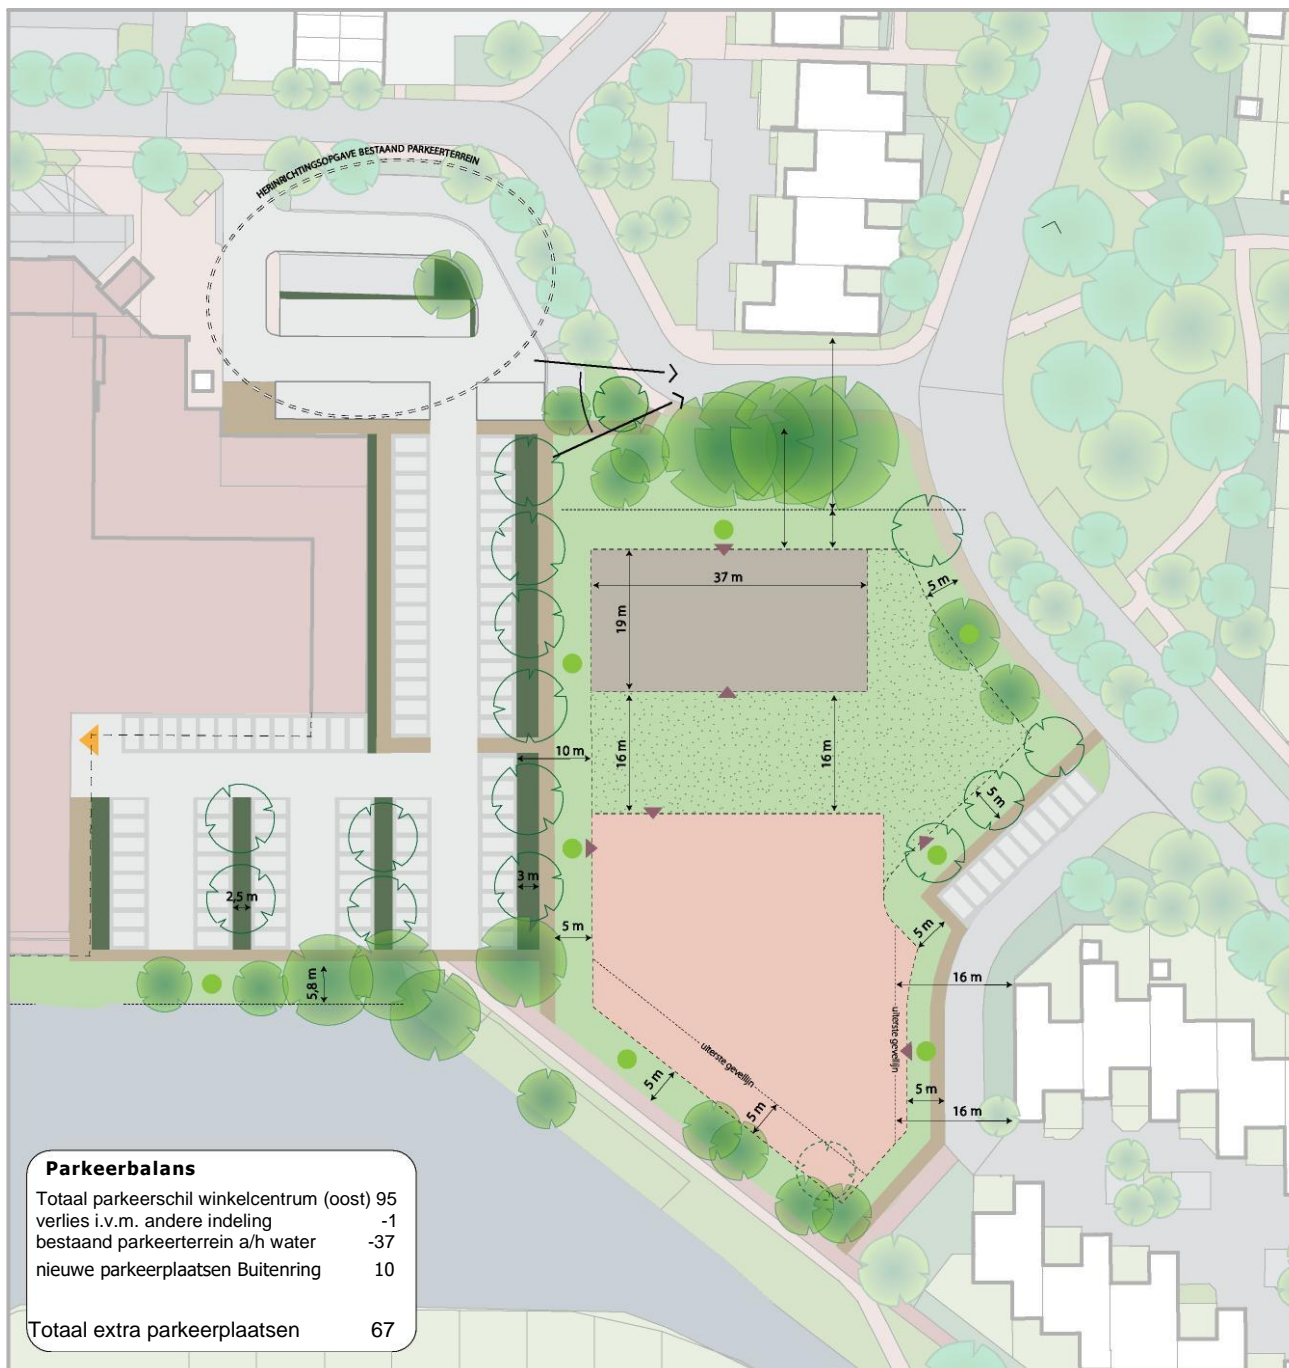 HERINRICHTINGSOPGAVE BESTAAND PARKEERTERREIN
5 m
37 m
19 m
10 m
16 m
16 m
5 m
2,5 m
3 m
5 m
5 m
5,8 m
16 m
uiterste gevellijn
uiterste gevellijn
5 m
5 m
5 m
16 m
Parkeerbalans
Totaal parkeerschil winkelcentrum (oost) 95
verlies i.v.m. andere indeling -1
bestaand parkeerterrein a/h water -37
nieuwe parkeerplaatsen Buitenring 10
Totaal extra parkeerplaatsen 67